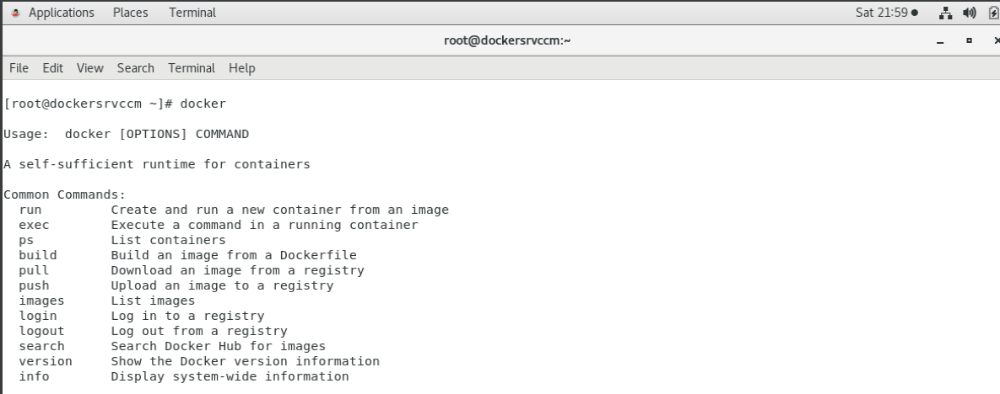 Applications Places Terminal Sat 21:59
root@dockersrvccm:~
File Edit View Search Terminal Help
[root@dockersrvccm ~]# docker
Usage:  docker [OPTIONS] COMMAND
A self-sufficient runtime for containers
Common Commands:
  run         Create and run a new container from an image
  exec        Execute a command in a running container
  ps          List containers
  build       Build an image from a Dockerfile
  pull        Download an image from a registry
  push        Upload an image to a registry
  images      List images
  login       Log in to a registry
  logout      Log out from a registry
  search      Search Docker Hub for images
  version     Show the Docker version information
  info        Display system-wide information